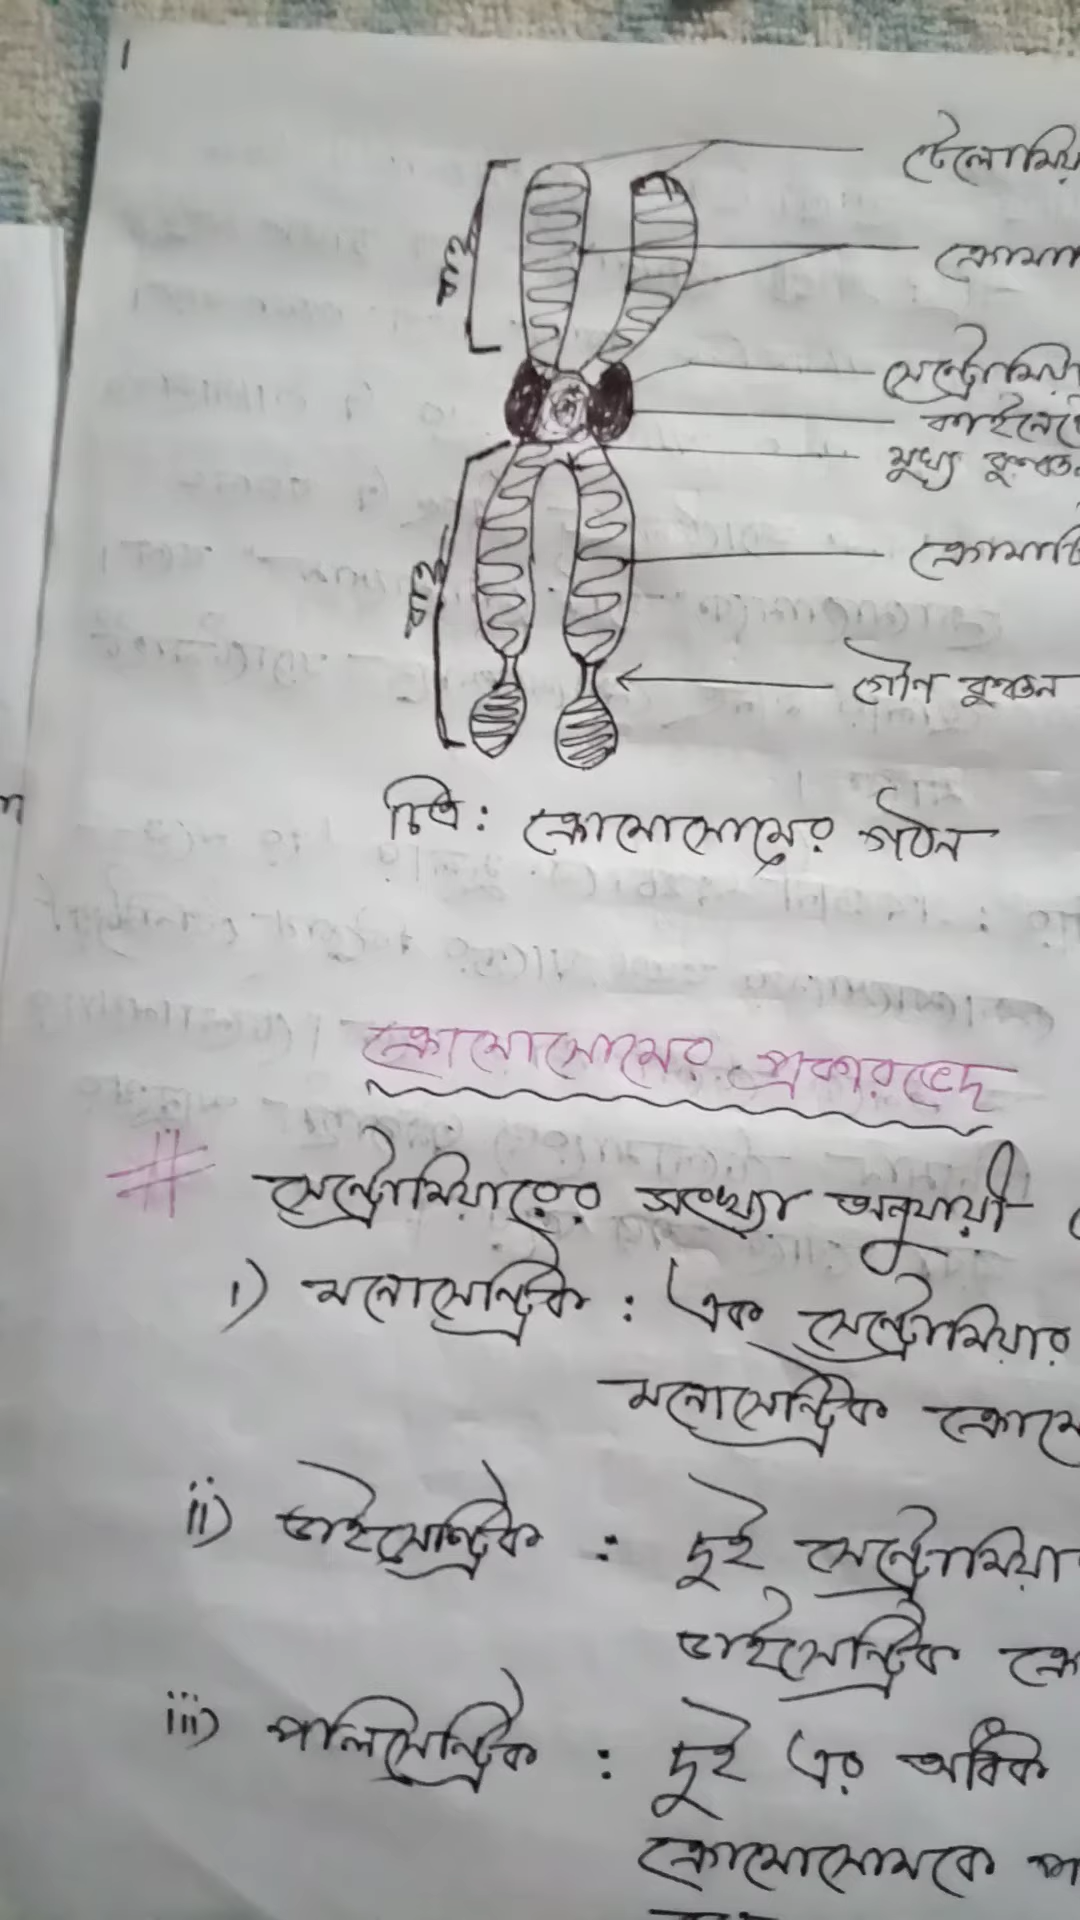 টেলোমিয়
বাহু
ক্রোমা
সেন্ট্রোমিয়
কাইনেটো
মুখ্য কুঞ্চন
ক্রোমাটি
বাহু
গৌণ কুঞ্চন
চিত্র: ক্রোমোসোমের গঠন
ক্রোমোসোমের প্রকারভেদ
# সেন্ট্রোমিয়ারের সংখ্যা অনুযায়ী
i) মনোসেন্ট্রিক : এক সেন্ট্রোমিয়ার
মনোসেন্ট্রিক ক্রোমো
ii) ডাইসেন্ট্রিক : দুই সেন্ট্রোমিয়া
ডাইসেন্ট্রিক ক্রো
iii) পলিসেন্ট্রিক : দুই এর অধিক
ক্রোমোসোমকে প